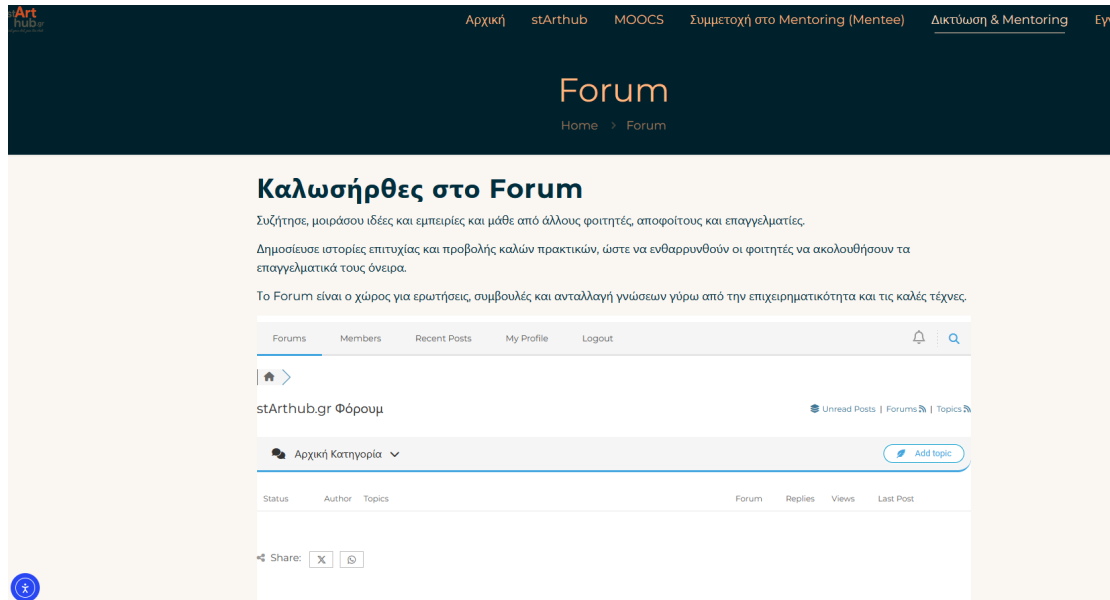 stArt
hub.gr
Αρχική stArthub MOOCS Συμμετοχή στο Mentoring (Mentee) Δικτύωση & Mentoring
Forum
Home > Forum
Καλωσήρθες στο Forum
Συζήτησε, μοιράσου ιδέες και εμπειρίες και μάθε από άλλους φοιτητές, αποφοίτους και επαγγελματίες.
Δημοσίευσε ιστορίες επιτυχίας και προβολής καλών πρακτικών, ώστε να ενθαρρυνθούν οι φοιτητές να ακολουθήσουν τα
επαγγελματικά τους όνειρα.
Το Forum είναι ο χώρος για ερωτήσεις, συμβουλές και ανταλλαγή γνώσεων γύρω από την επιχειρηματικότητα και τις καλές τέχνες.
Forums Members Recent Posts My Profile Logout
stArthub.gr Φόρουμ
Unread Posts | Forums | Topics
Αρχική Κατηγορία
Add topic
Status Author Topics Forum Replies Views Last Post
Share: